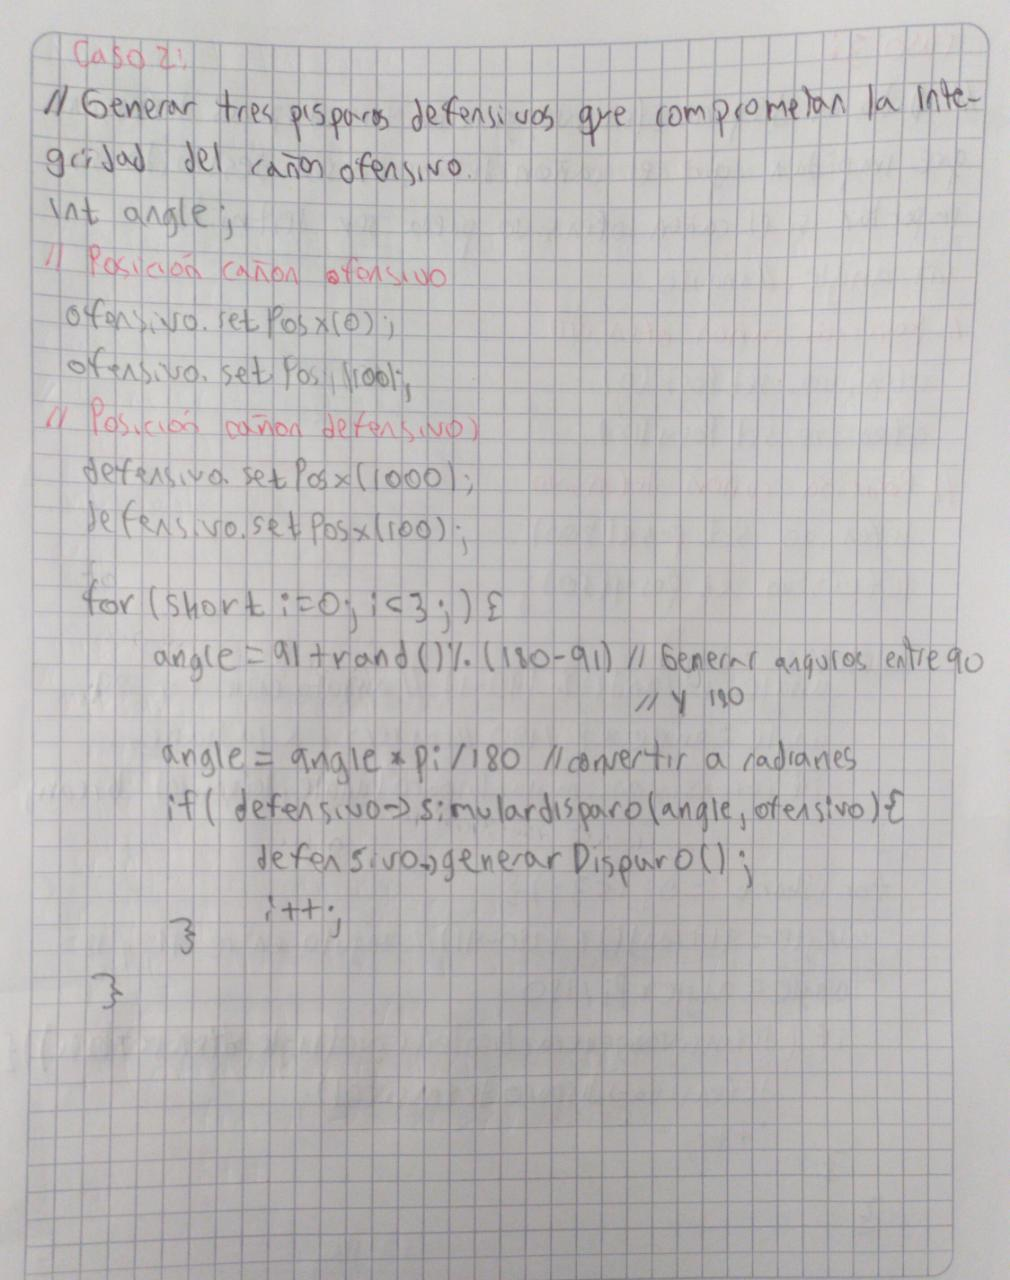 Caso 2:
// Generar tres disparos defensivos que comprometan la inte-
gridad del cañon ofensivo.
int angle;
// Posición cañon ofensivo
ofensivo.setPosx(0);
ofensivo.setPos (100);
// Posición cañon defensivo)
defensivo.setPosx(1000);
defensivo.setPosx(100);
for (short i=0; i<3;) {
angle = 91+rand()%(180-91) // Generar angulos entre 90
// y 180
angle = angle * pi/180 //convertir a radianes
if( defensivo->simulardisparo(angle, ofensivo){
defensivo->generarDisparo();
i++;
}
}